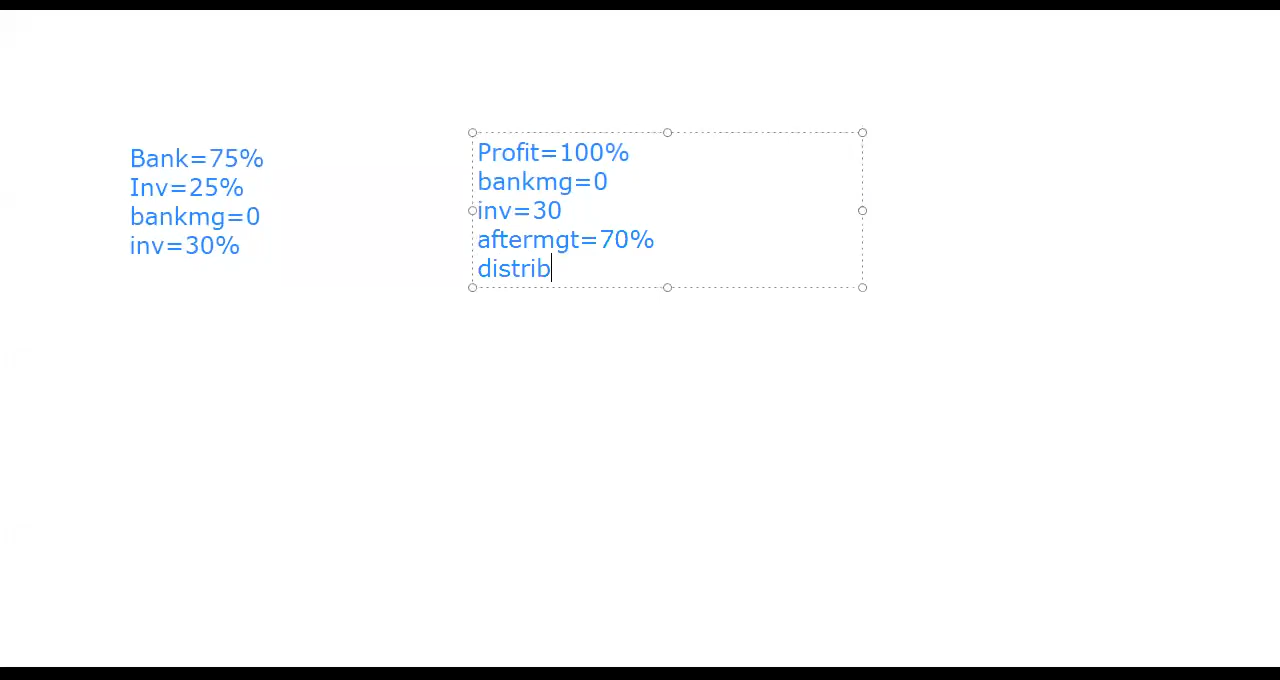 Bank=75%
Inv=25%
bankmg=0
inv=30%
Profit=100%
bankmg=0
inv=30
aftermgt=70%
distrib